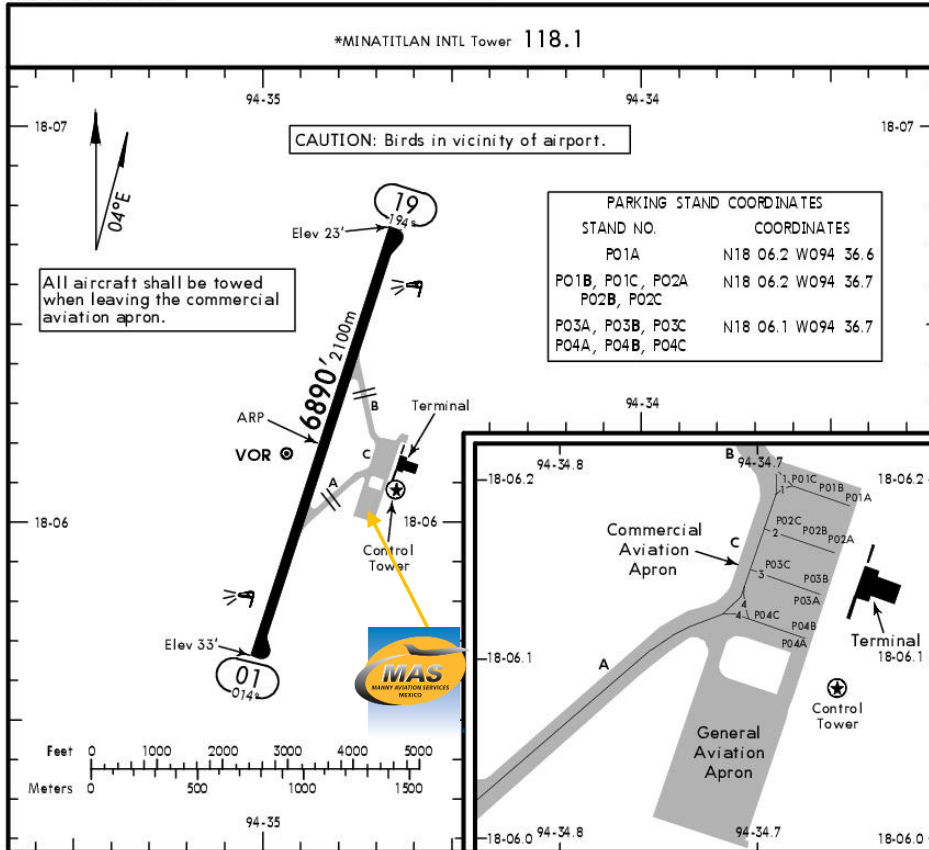 *MINATITLAN INTL Tower 118.1
94-35
94-34
18-07
18-07
CAUTION: Birds in vicinity of airport.
04°E
19
194°
Elev 23'
PARKING STAND COORDINATES
STAND NO. COORDINATES
P01A N18 06.2 W094 36.6
P01B, P01C, P02A N18 06.2 W094 36.7
P02B, P02C
P03A, P03B, P03C N18 06.1 W094 36.7
P04A, P04B, P04C
All aircraft shall be towed
when leaving the commercial
aviation apron.
6890' 2100m
B
94-34
ARP
Terminal
VOR
C
A
18-06
18-06
Control
Tower
Elev 33'
01
014°
MAS
MANNY AVIATION SERVICES
MEXICO
Feet 0 1000 2000 3000 4000 5000
Meters 0 500 1000 1500
94-35
B
94-34.8
94-34.7
18-06.2
18-06.2
1
P01C
P01B
P01A
1
Commercial
Aviation
Apron
C
P02C
P02B
P02A
2
P03C
P03B
P03A
3
4
4
P04C
P04B
P04A
Terminal
18-06.1
18-06.1
A
Control
Tower
General
Aviation
Apron
18-06.0
94-34.8
94-34.7
18-06.0